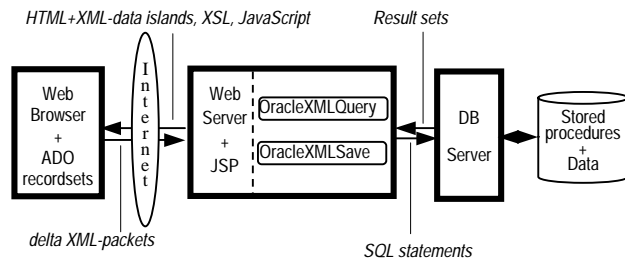 HTML+XML-data islands, XSL, JavaScript
Result sets
Internet
Web
Browser
+
ADO
recordsets
Web
Server
+
JSP
OracleXMLQuery
OracleXMLSave
DB
Server
Stored
procedures
+
Data
delta XML-packets
SQL statements